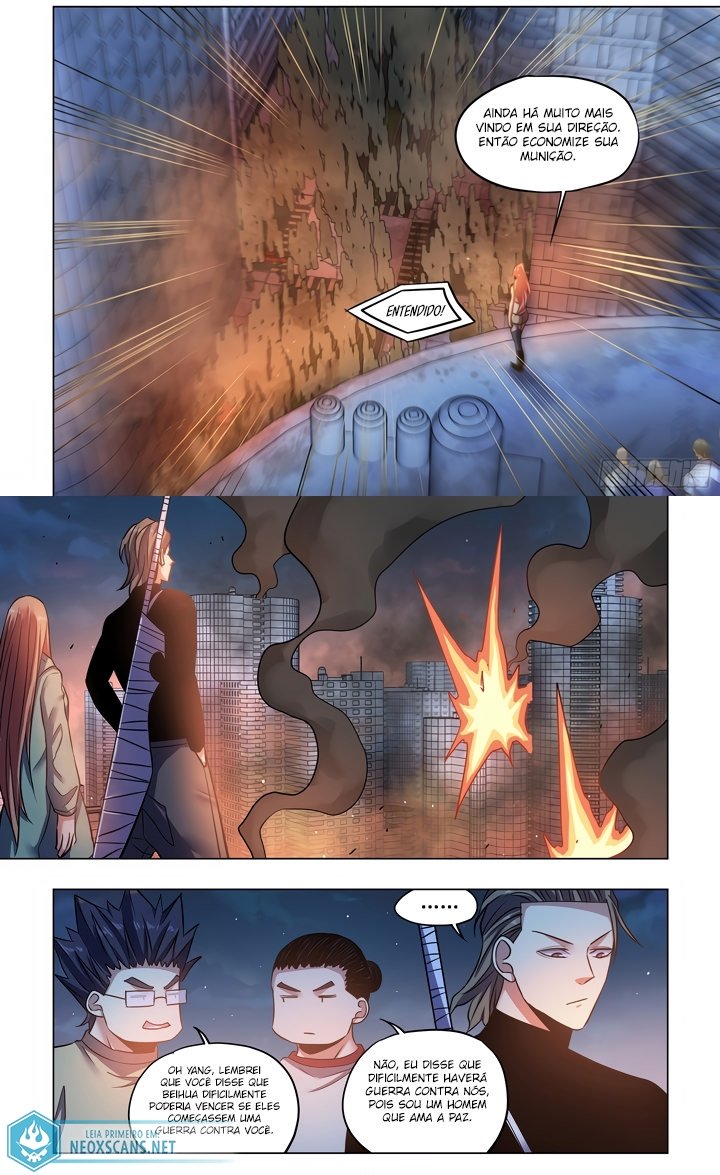 AINDA HÁ MUITO MAIS
VINDO EM SUA DIREÇÃO.
ENTÃO ECONOMIZE SUA
MUNIÇÃO.
ENTENDIDO!
......
OH YANG, LEMBREI
QUE VOCÊ DISSE QUE
BEIHUA DIFICILMENTE
PODERIA VENCER SE ELES
COMEÇASSEM UMA
GUERRA CONTRA VOCÊ.
NÃO, EU DISSE QUE
DIFICILMENTE HAVERÁ
GUERRA CONTRA NÓS,
POIS SOU UM HOMEM
QUE AMA A PAZ.
LEIA PRIMEIRO EM:
NEOXSCANS.NET